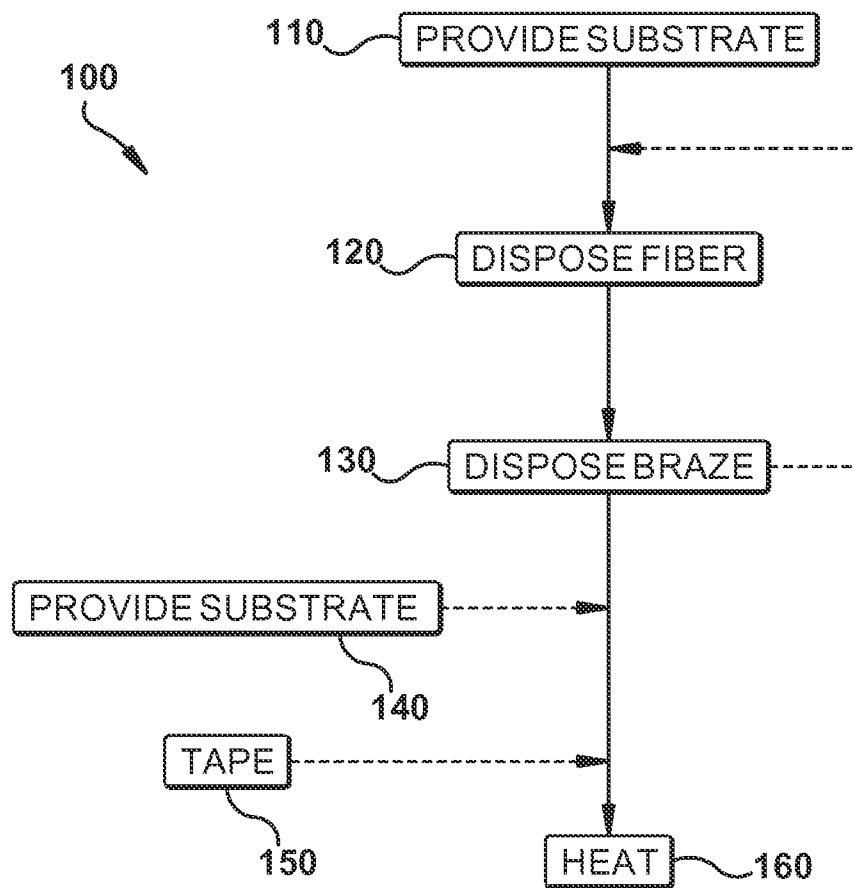 110 PROVIDE SUBSTRATE
100
120 DISPOSE FIBER
130 DISPOSE BRAZE
PROVIDE SUBSTRATE
140
TAPE
150
HEAT 160